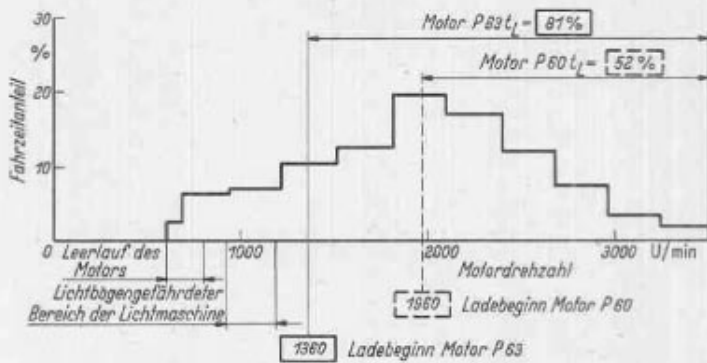 30
%
20
10
Fahrzeitanteil
Motor P 63 t_L = 81 %
Motor P 60 t_L = 52 %
0 Leerlauf des Motors
1000
2000
3000 U/min
Motordrehzahl
Lichtbögengefährdeter
Bereich der Lichtmaschine
1960 Ladebeginn Motor P 60
1360 Ladebeginn Motor P 63